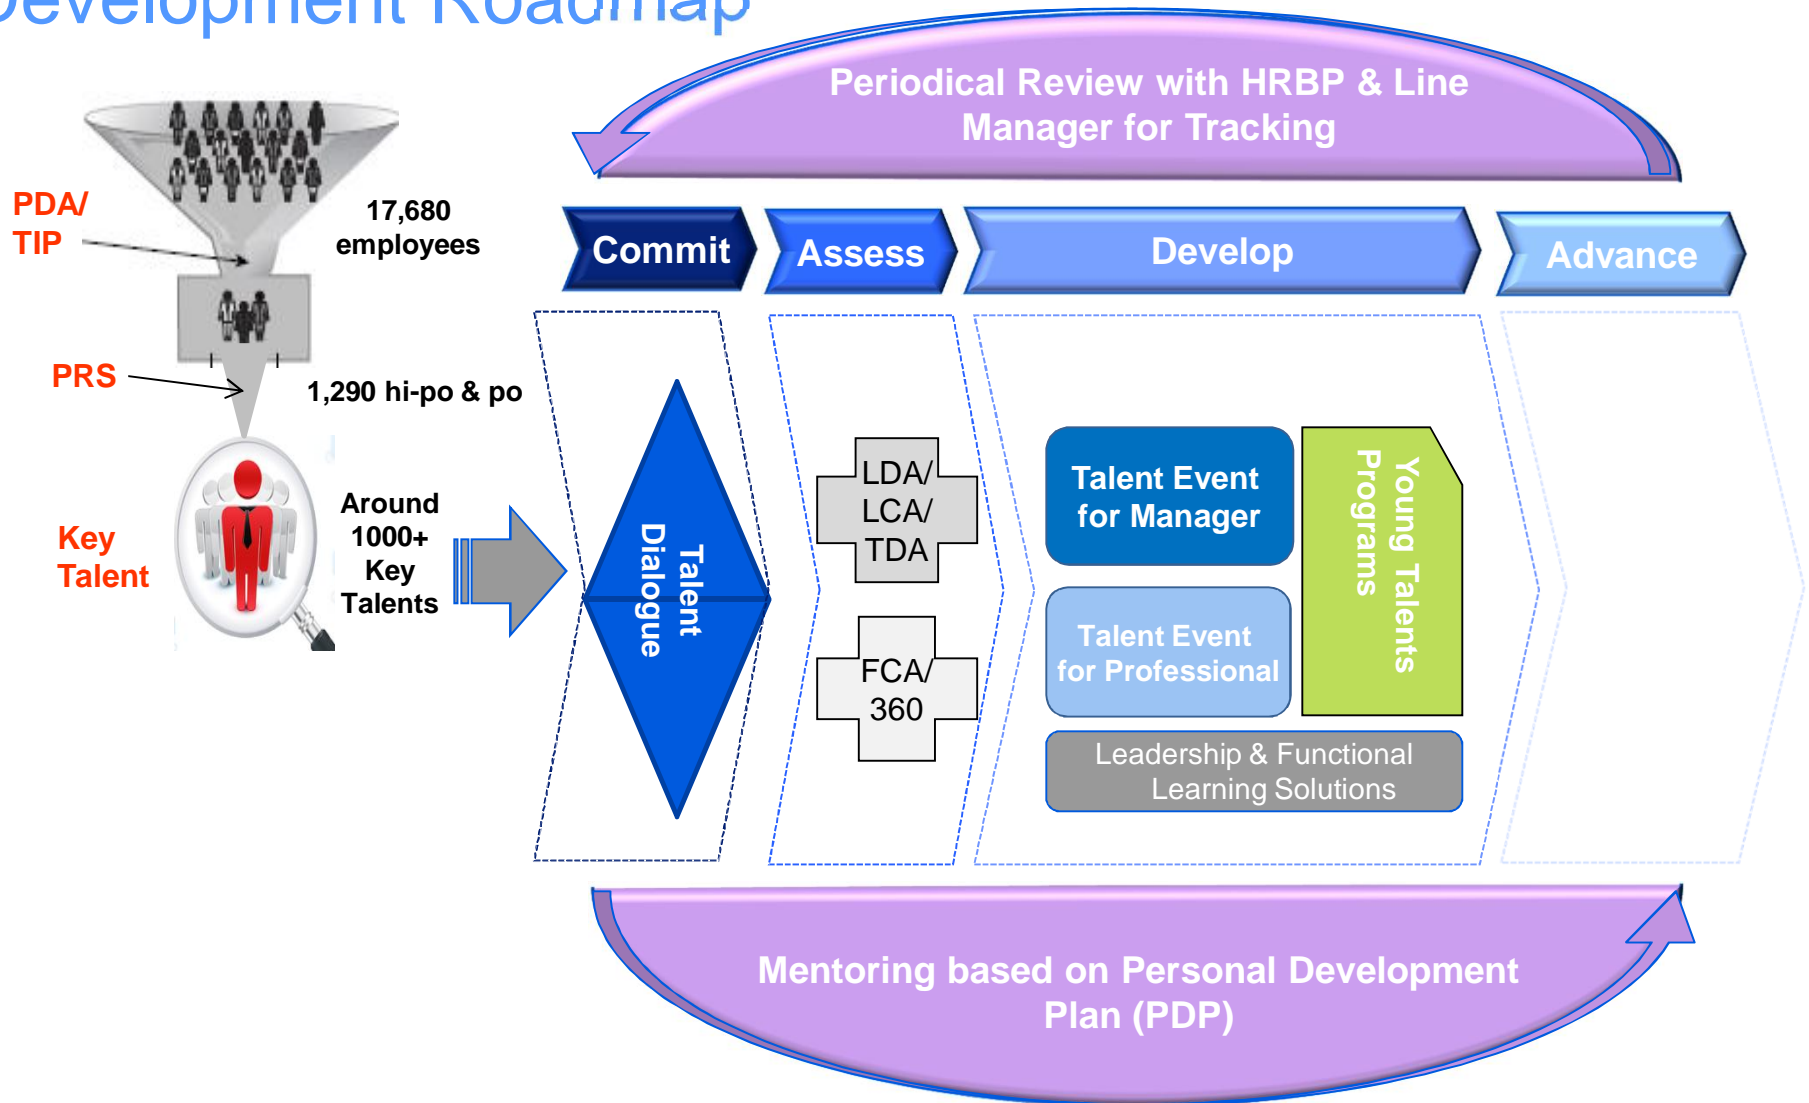 Development Roadmap
Periodical Review with HRBP & Line
Manager for Tracking
PDA/
TIP
17,680
employees
PRS
1,290 hi-po & po
Key
Talent
Around
1000+
Key
Talents
Commit
Assess
Develop
Advance
Talent
Dialogue
LDA/
LCA/
TDA
FCA/
360
Talent Event
for Manager
Talent Event
for Professional
Young Talents
Programs
Leadership & Functional
Learning Solutions
Mentoring based on Personal Development
Plan (PDP)